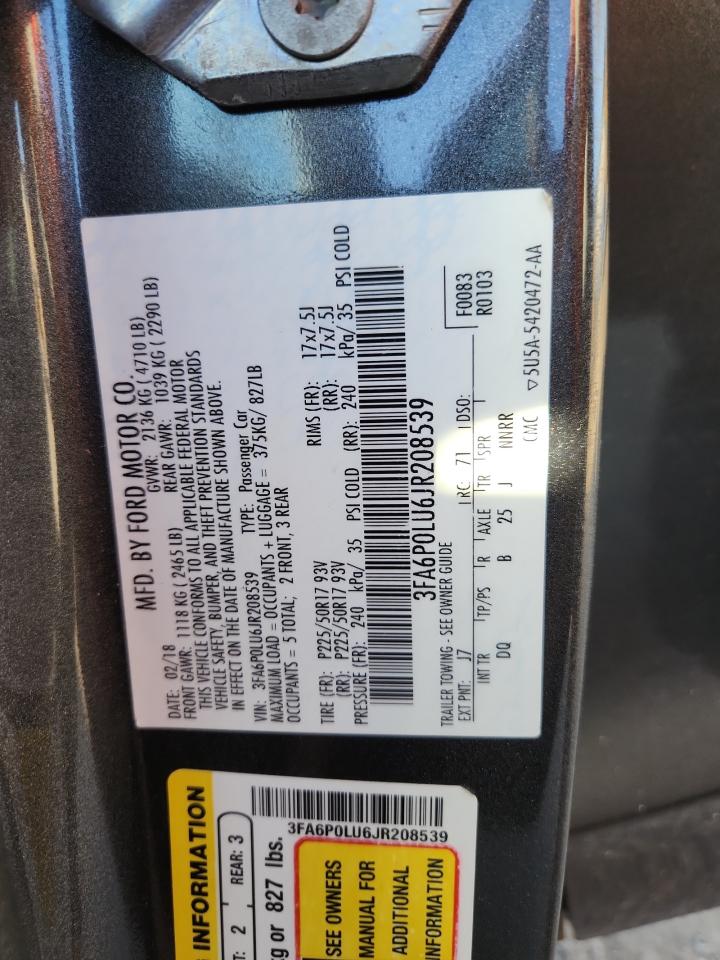 MFD. BY FORD MOTOR CO.
DATE: 02/18 GVWR: 2136 KG ( 4710 LB)
FRONT GAWR: 1118 KG ( 2465 LB) REAR GAWR: 1039 KG ( 2290 LB)
THIS VEHICLE CONFORMS TO ALL APPLICABLE FEDERAL MOTOR
VEHICLE SAFETY, BUMPER, AND THEFT PREVENTION STANDARDS
IN EFFECT ON THE DATE OF MANUFACTURE SHOWN ABOVE.
VIN: 3FA6P0LU6JR208539 TYPE: Passenger Car
MAXIMUM LOAD = OCCUPANTS + LUGGAGE = 375KG/ 827LB
OCCUPANTS = 5 TOTAL; 2 FRONT, 3 REAR
TIRE (FR): P225/50R17 93V RIMS (FR): 17x7.5J
(RR): P225/50R17 93V (RR): 17x7.5J
PRESSURE (FR): 240 kPa/ 35 PSI COLD (RR): 240 kPa/ 35 PSI COLD
3FA6P0LU6JR208539
TRAILER TOWING - SEE OWNER GUIDE F0083
EXT PNT: J7 RC: 71 DSO: R0103
INT TR TP/PS R AXLE TR SPR
DQ B 25 J NNRR
CMC ▽5U5A-5420472-AA
INFORMATION
2 REAR: 3
kg or 827 lbs.
3FA6P0LU6JR208539
SEE OWNERS
MANUAL FOR
ADDITIONAL
INFORMATION